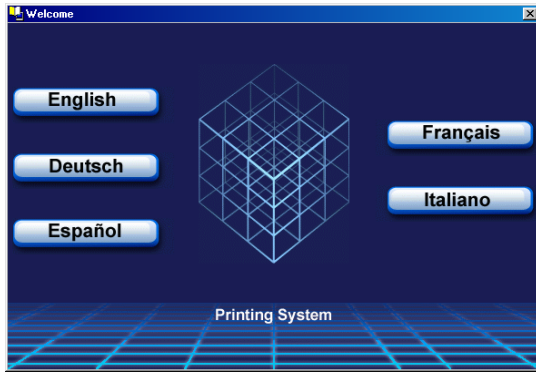 Welcome
English
Deutsch
Español
Français
Italiano
Printing System